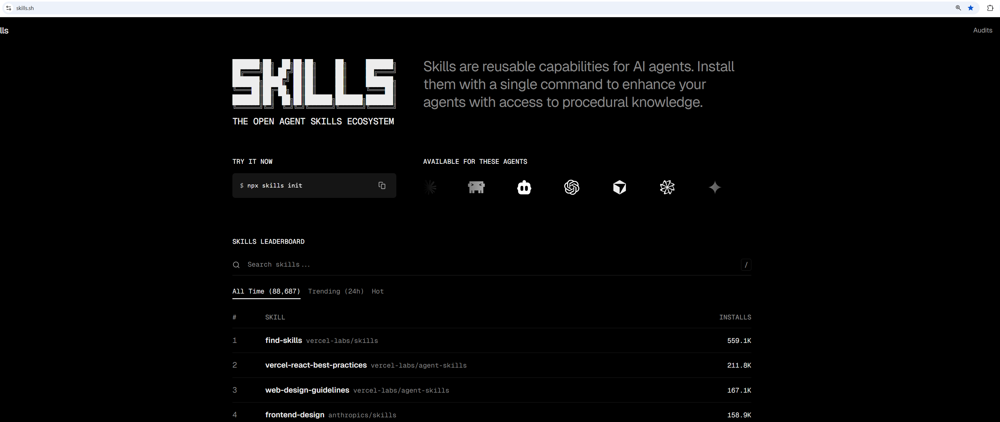 skills.sh
lls
Audits
SKILLS
Skills are reusable capabilities for AI agents. Install
them with a single command to enhance your
agents with access to procedural knowledge.
THE OPEN AGENT SKILLS ECOSYSTEM
TRY IT NOW
$ npx skills init
AVAILABLE FOR THESE AGENTS
SKILLS LEADERBOARD
Search skills ...
/
All Time (88,687) Trending (24h) Hot
# SKILL INSTALLS
1 find-skills vercel-labs/skills 559.1K
2 vercel-react-best-practices vercel-labs/agent-skills 211.8K
3 web-design-guidelines vercel-labs/agent-skills 167.1K
4 frontend-design anthropics/skills 158.9K